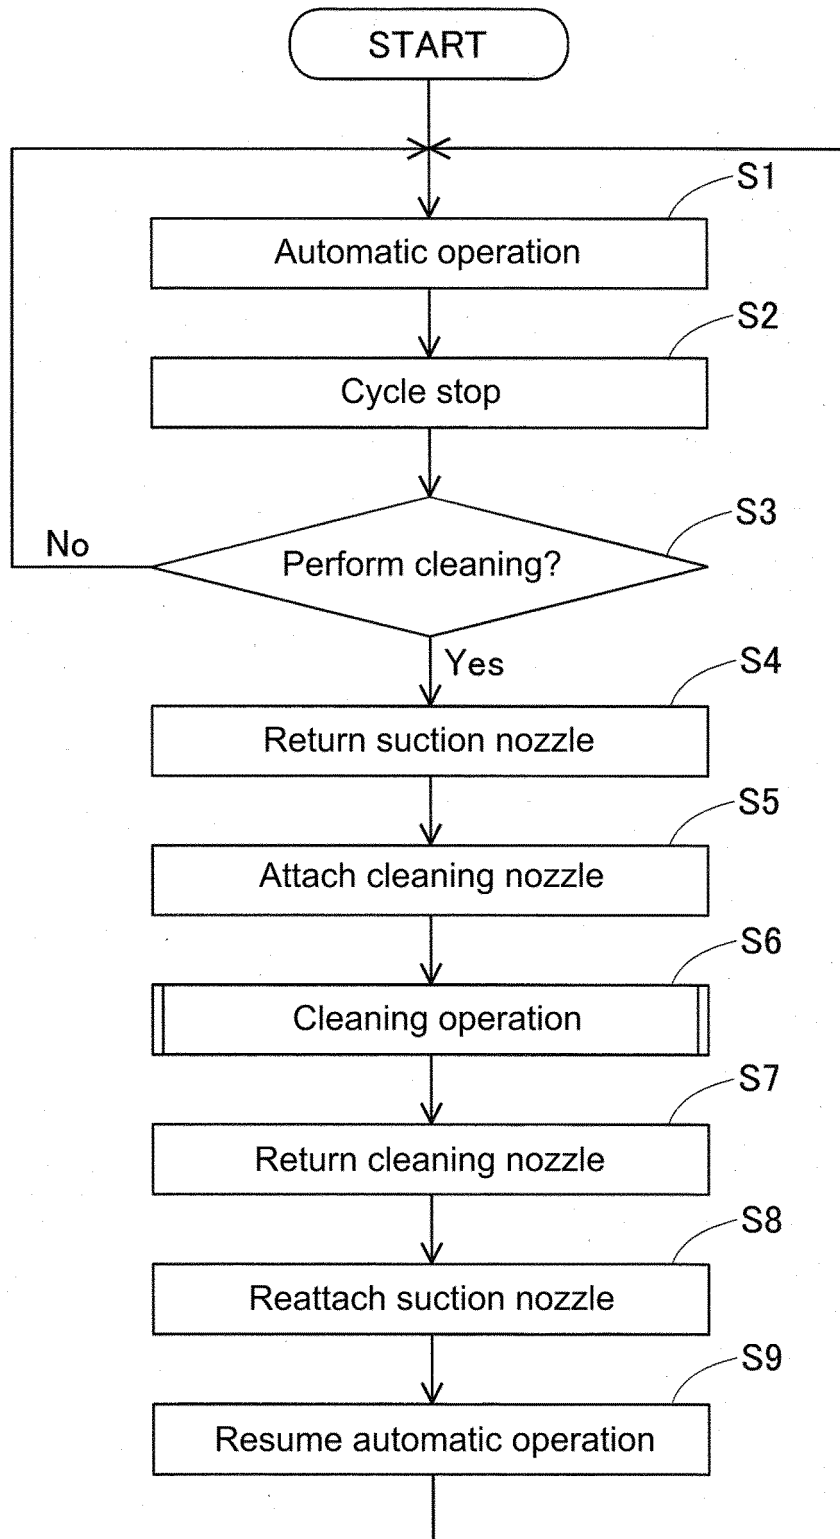 START
S1
Automatic operation
S2
Cycle stop
S3
No
Perform cleaning?
Yes
S4
Return suction nozzle
S5
Attach cleaning nozzle
S6
Cleaning operation
S7
Return cleaning nozzle
S8
Reattach suction nozzle
S9
Resume automatic operation